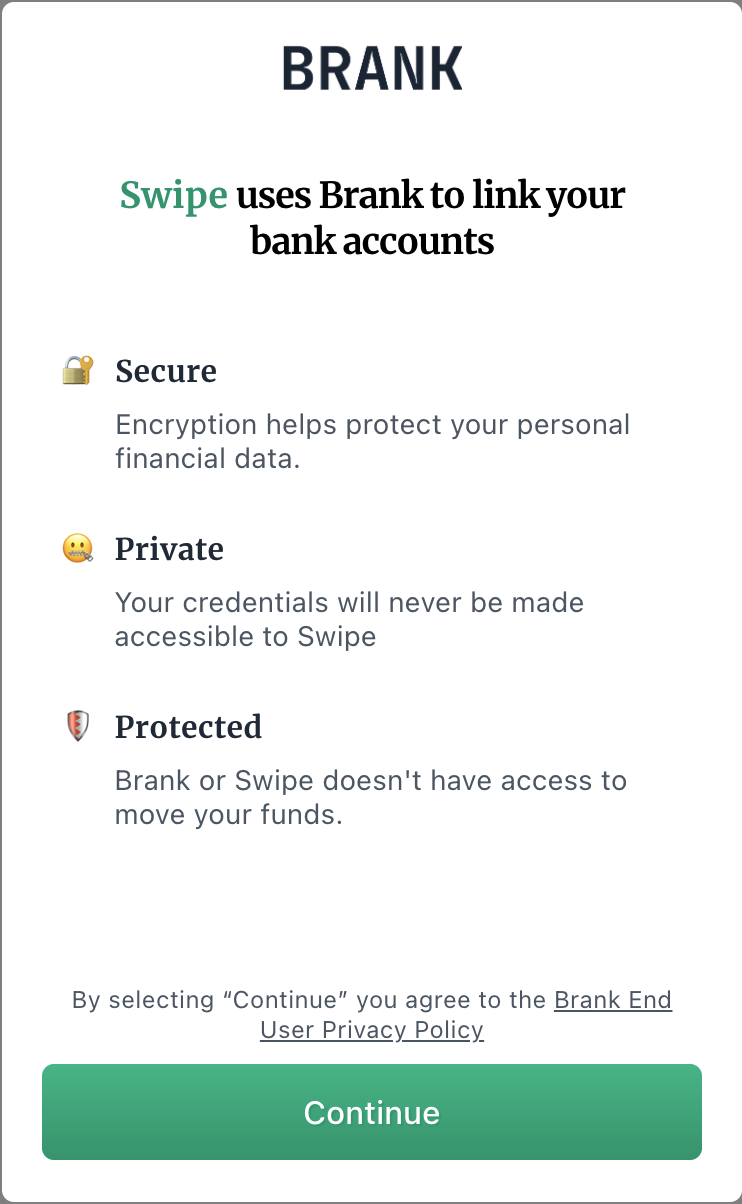 BRANK
Swipe uses Brank to link your
bank accounts
Secure
Encryption helps protect your personal
financial data.
Private
Your credentials will never be made
accessible to Swipe
Protected
Brank or Swipe doesn't have access to
move your funds.
By selecting “Continue” you agree to the Brank End
User Privacy Policy
Continue